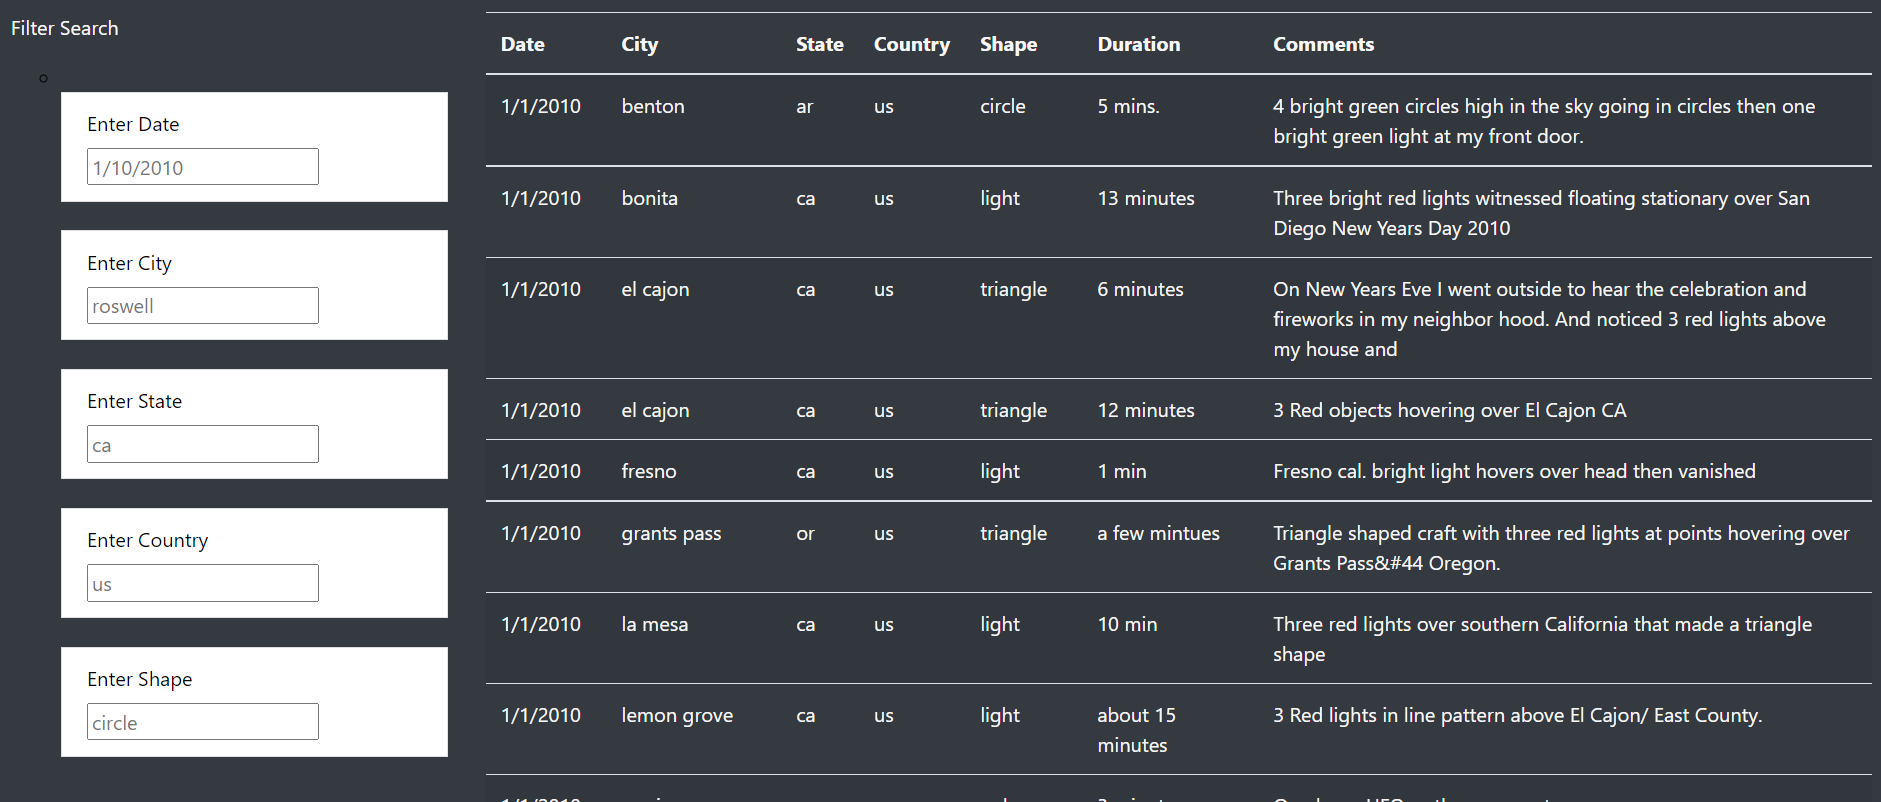 Filter Search
Enter Date
1/10/2010
Enter City
roswell
Enter State
ca
Enter Country
us
Enter Shape
circle
Date City State Country Shape Duration Comments
1/1/2010 benton ar us circle 5 mins. 4 bright green circles high in the sky going in circles then one
bright green light at my front door.
1/1/2010 bonita ca us light 13 minutes Three bright red lights witnessed floating stationary over San
Diego New Years Day 2010
1/1/2010 el cajon ca us triangle 6 minutes On New Years Eve I went outside to hear the celebration and
fireworks in my neighbor hood. And noticed 3 red lights above
my house and
1/1/2010 el cajon ca us triangle 12 minutes 3 Red objects hovering over El Cajon CA
1/1/2010 fresno ca us light 1 min Fresno cal. bright light hovers over head then vanished
1/1/2010 grants pass or us triangle a few mintues Triangle shaped craft with three red lights at points hovering over
Grants Pass&#44 Oregon.
1/1/2010 la mesa ca us light 10 min Three red lights over southern California that made a triangle
shape
1/1/2010 lemon grove ca us light about 15 3 Red lights in line pattern above El Cajon/ East County.
minutes